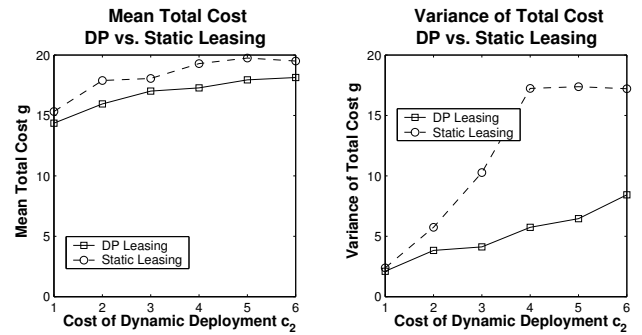 Mean Total Cost
DP vs. Static Leasing
20
15
10
5
0
Mean Total Cost g
DP Leasing
Static Leasing
1 2 3 4 5 6
Cost of Dynamic Deployment c2
Variance of Total Cost
DP vs. Static Leasing
20
15
10
5
0
Variance of Total Cost g
DP Leasing
Static Leasing
1 2 3 4 5 6
Cost of Dynamic Deployment c2